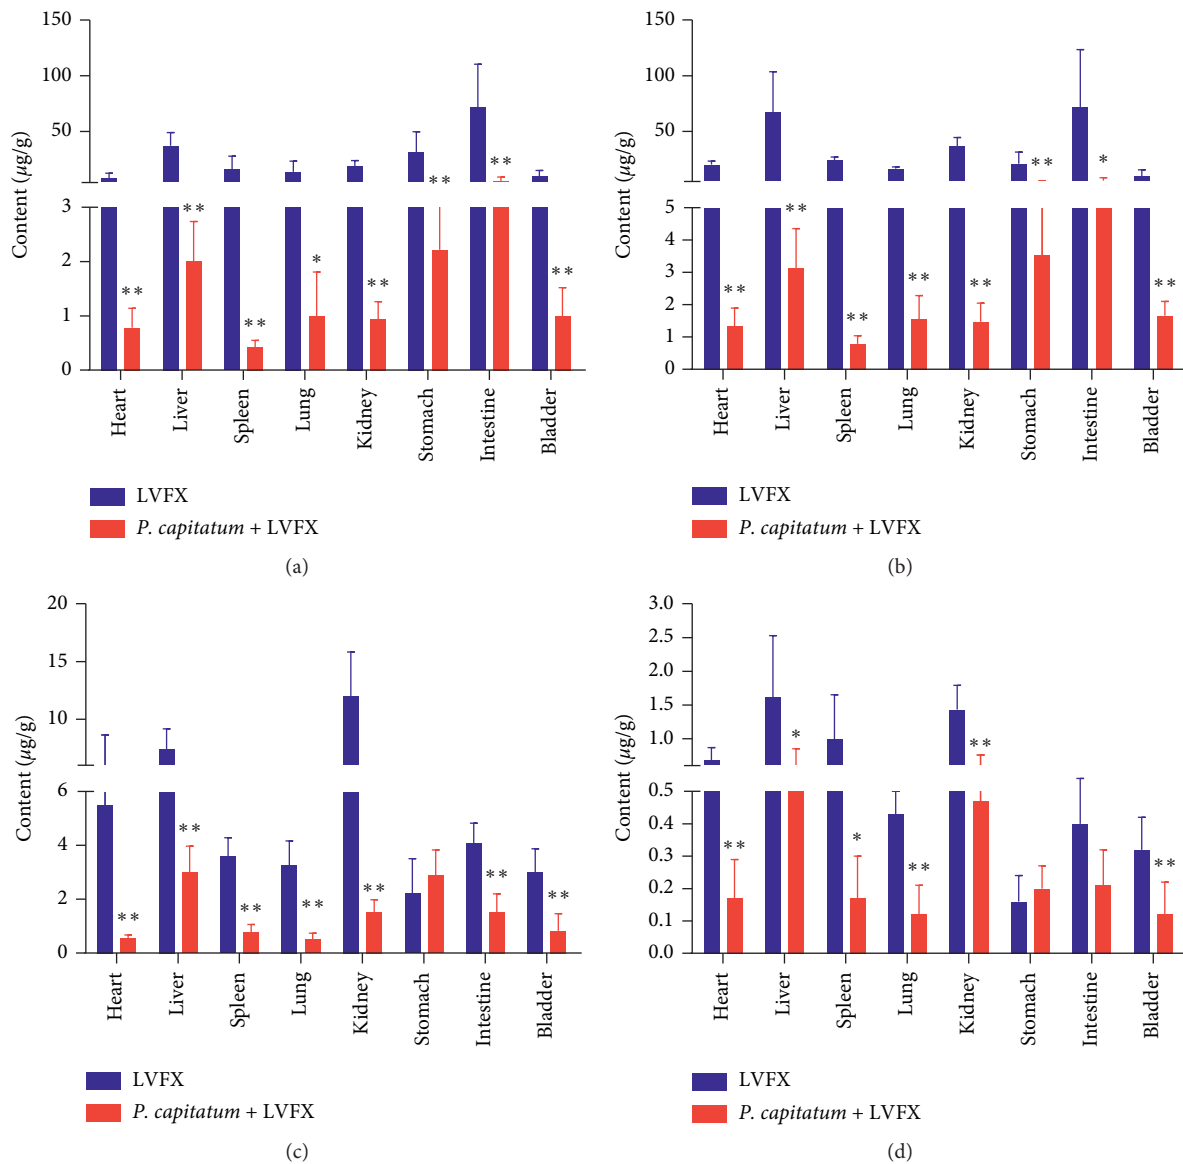 150
100
50
3
2
1
0
Content (µg/g)
** ** ** * ** ** ** **
Heart Liver Spleen Lung Kidney Stomach Intestine Bladder
LVFX
P. capitatum + LVFX
(a)
150
100
50
5
4
3
2
1
0
Content (µg/g)
** ** ** ** ** ** * **
Heart Liver Spleen Lung Kidney Stomach Intestine Bladder
LVFX
P. capitatum + LVFX
(b)
20
15
10
6
4
2
0
Content (µg/g)
** ** ** ** ** ** **
Heart Liver Spleen Lung Kidney Stomach Intestine Bladder
LVFX
P. capitatum + LVFX
(c)
3.0
2.5
2.0
1.5
1.0
0.5
0.4
0.3
0.2
0.1
0.0
Content (µg/g)
** * * ** ** **
Heart Liver Spleen Lung Kidney Stomach Intestine Bladder
LVFX
P. capitatum + LVFX
(d)